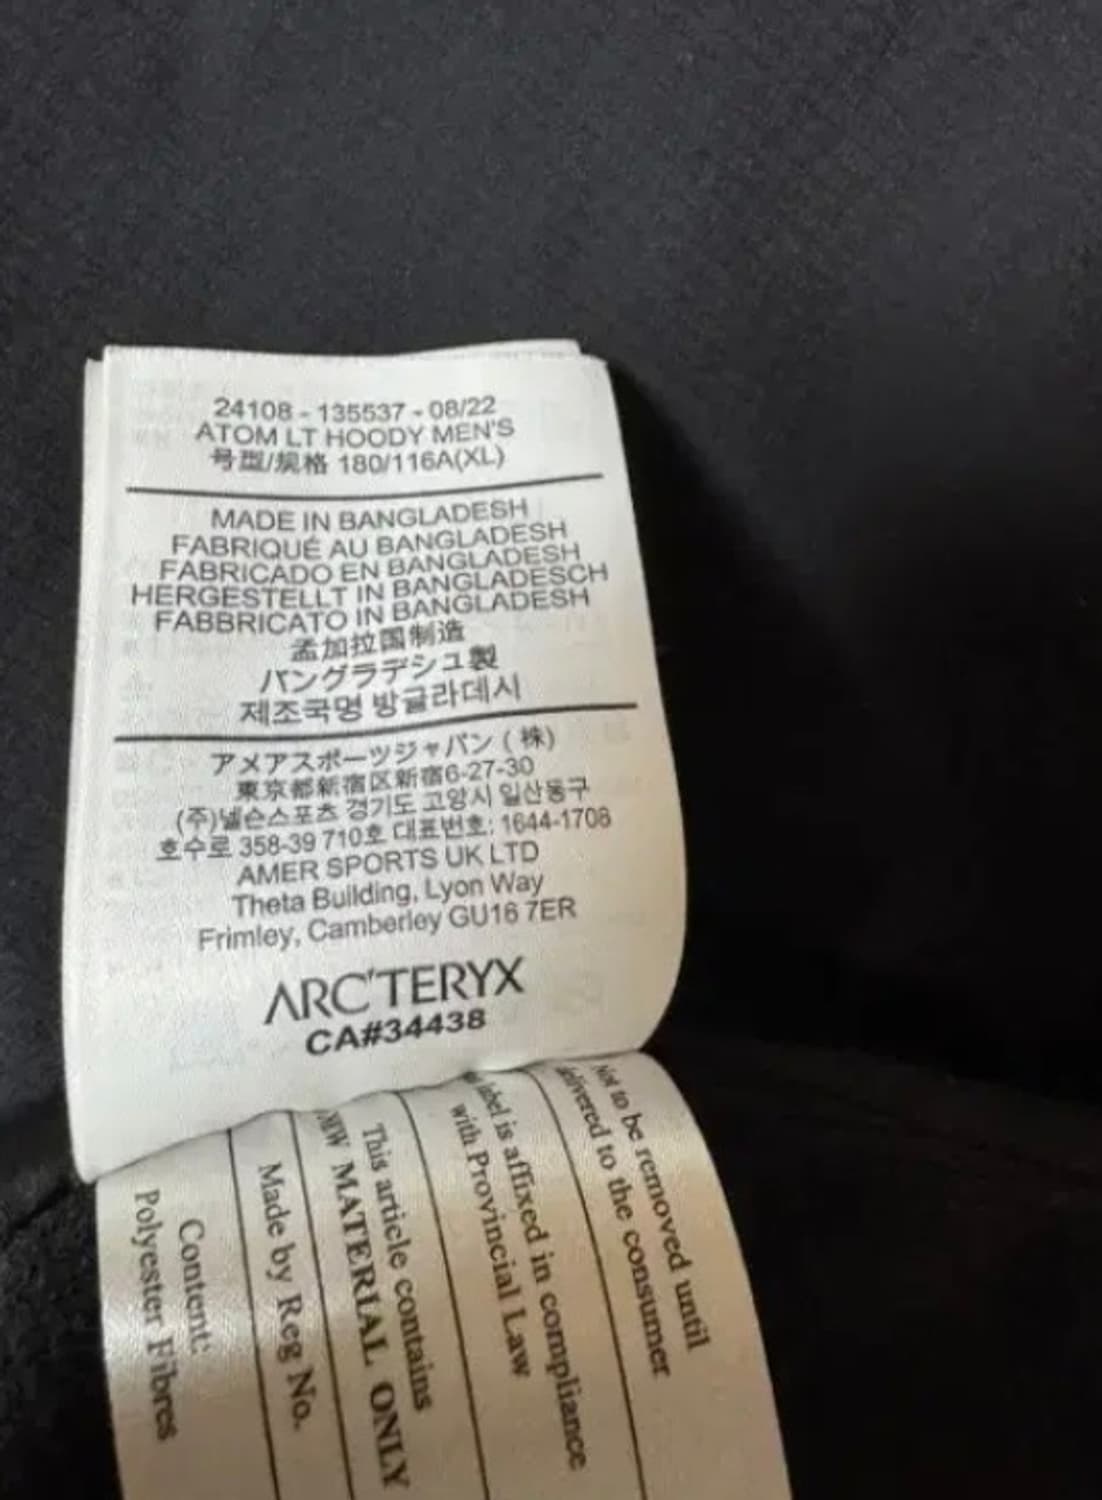 24108 - 135537 - 08/22
ATOM LT HOODY MEN'S
号型/规格 180/116A(XL)
MADE IN BANGLADESH
FABRIQUÉ AU BANGLADESH
FABRICADO EN BANGLADESH
HERGESTELLT IN BANGLADESCH
FABBRICATO IN BANGLADESH
孟加拉国制造
バングラデシュ製
제조국명 방글라데시
アメアスポーツジャパン (株)
東京都新宿区新宿6-27-30
(주)넬슨스포츠 경기도 고양시 일산동구
호수로 358-39 710호 대표번호: 1644-1708
AMER SPORTS UK LTD
Theta Building, Lyon Way
Frimley, Camberley GU16 7ER
ARC'TERYX
CA#34438
Not to be removed until
delivered to the consumer
label is affixed in compliance
with Provincial Law
This article contains
NEW MATERIAL ONLY
Made by Reg No.
Content:
Polyester Fibres